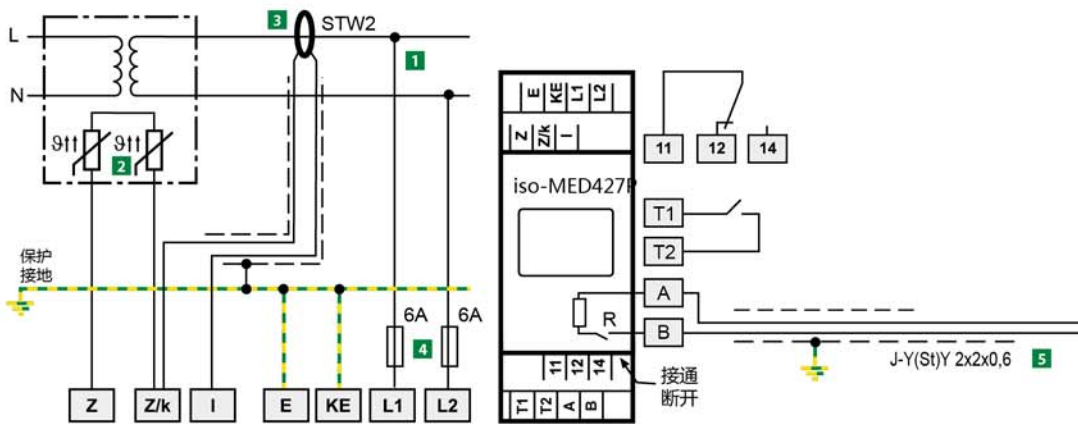 3 STW2
L
1
N
E KE L1 L2
Z Z/k I
ϑ↑↑ 2 ϑ↑↑
11 12 14
iso-MED427P
T1
T2
保护
接地
A
6A 6A
R
B
4
J-Y(St)Y 2x2x0,6 5
11 12 14
接通
断开
Z Z/k I E KE L1 L2
T1 T2 A B